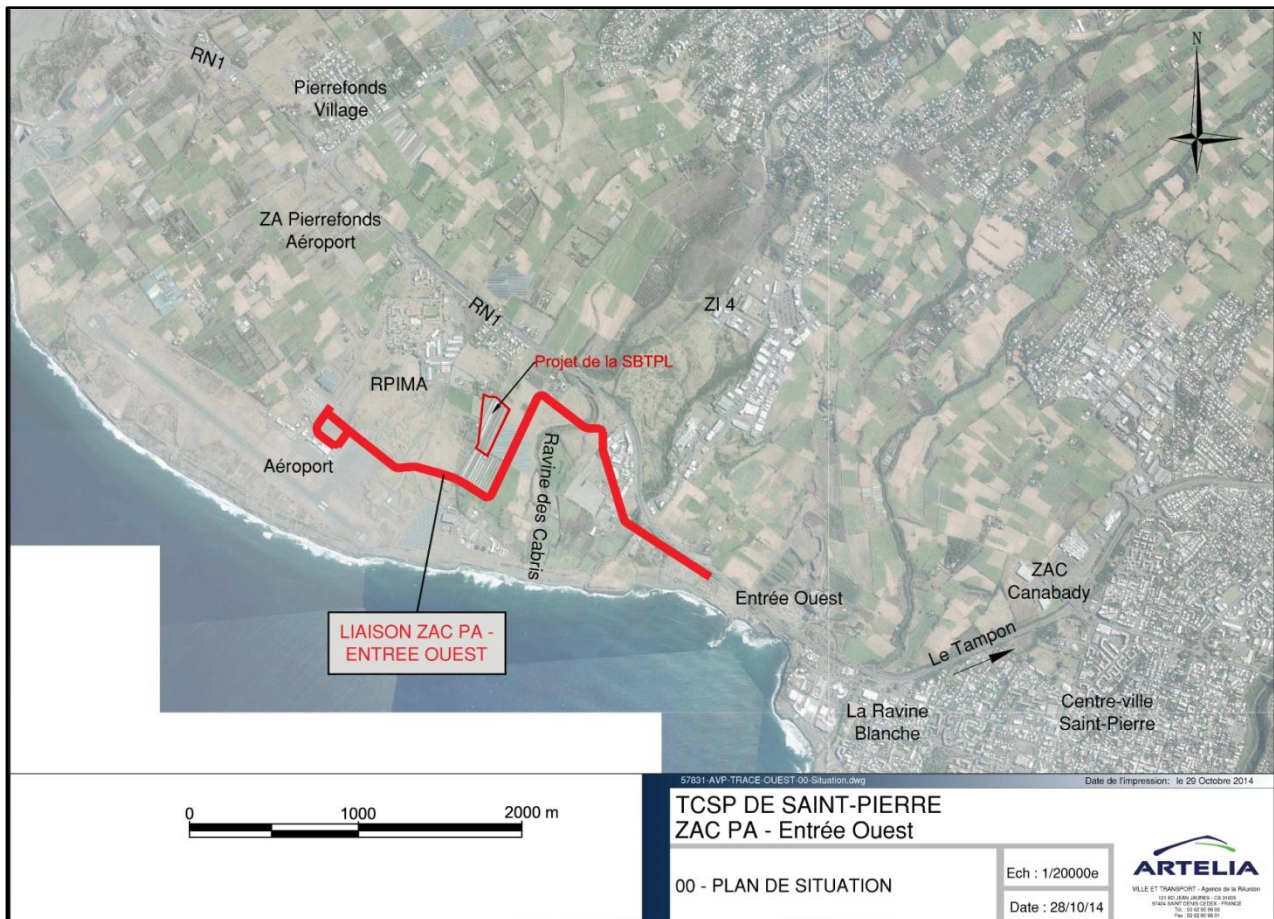 N
RN1
Pierrefonds
Village
ZA Pierrefonds
Aéroport
RN1
ZI 4
Projet de la SBTPL
RPIMA
Aéroport
Ravine des Cabris
LIAISON ZAC PA -
ENTREE OUEST
Entrée Ouest
ZAC
Canabady
Le Tampon
La Ravine
Blanche
Centre-ville
Saint-Pierre
57831-AVP-TRACE-OUEST-00-Situation.dwg
Date de l'impression: le 29 Octobre 2014
0 1000 2000 m
TCSP DE SAINT-PIERRE
ZAC PA - Entrée Ouest
00 - PLAN DE SITUATION
Ech : 1/20000e
Date : 28/10/14
ARTELIA
VILLE ET TRANSPORT - Agence de la Réunion